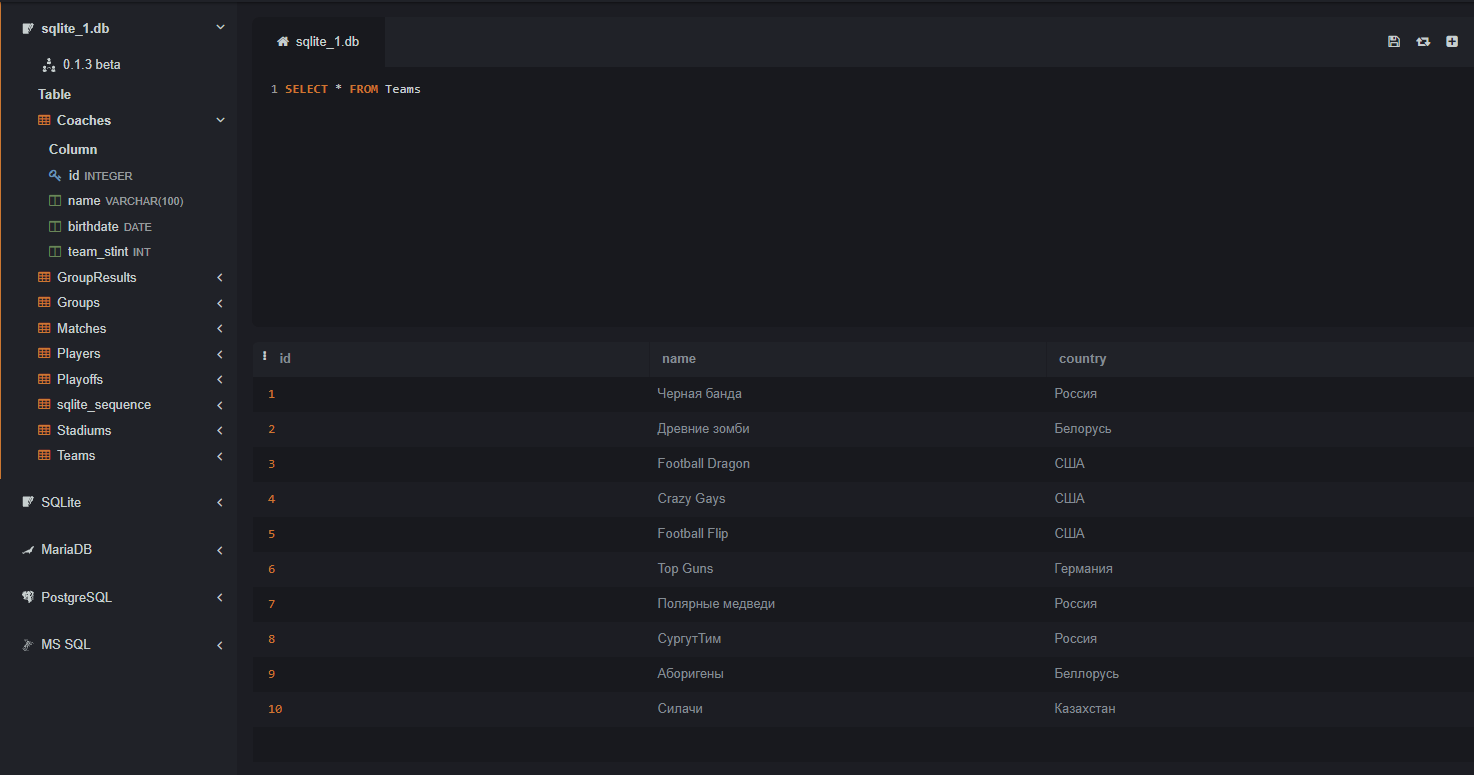 sqlite_1.db
0.1.3 beta
Table
Coaches
Column
id INTEGER
name VARCHAR(100)
birthdate DATE
team_stint INT
GroupResults
Groups
Matches
Players
Playoffs
sqlite_sequence
Stadiums
Teams
SQLite
MariaDB
PostgreSQL
MS SQL
sqlite_1.db
1 SELECT * FROM Teams
id name country
1 Черная банда Россия
2 Древние зомби Белорусь
3 Football Dragon США
4 Crazy Gays США
5 Football Flip США
6 Top Guns Германия
7 Полярные медведи Россия
8 СургутТим Россия
9 Аборигены Беллорусь
10 Силачи Казахстан